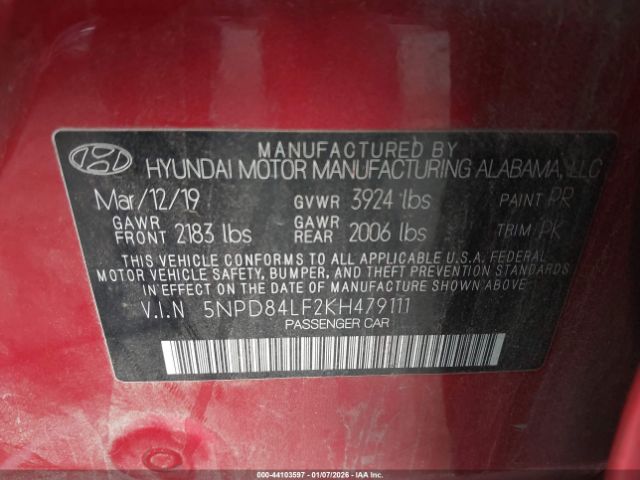 MANUFACTURED BY
HYUNDAI MOTOR MANUFACTURING ALABAMA, LLC
Mar/12/19 GVWR 3924 lbs PAINT PR
GAWR FRONT 2183 lbs GAWR REAR 2006 lbs TRIM PK
THIS VEHICLE CONFORMS TO ALL APPLICABLE U.S.A. FEDERAL
MOTOR VEHICLE SAFETY, BUMPER, AND THEFT PREVENTION STANDARDS
IN EFFECT ON THE DATE OF MANUFACTURE SHOWN ABOVE.
V.I.N 5NPD84LF2KH479111
PASSENGER CAR
000-44103597 - 01/07/2026 - © IAA Holdings, LLC